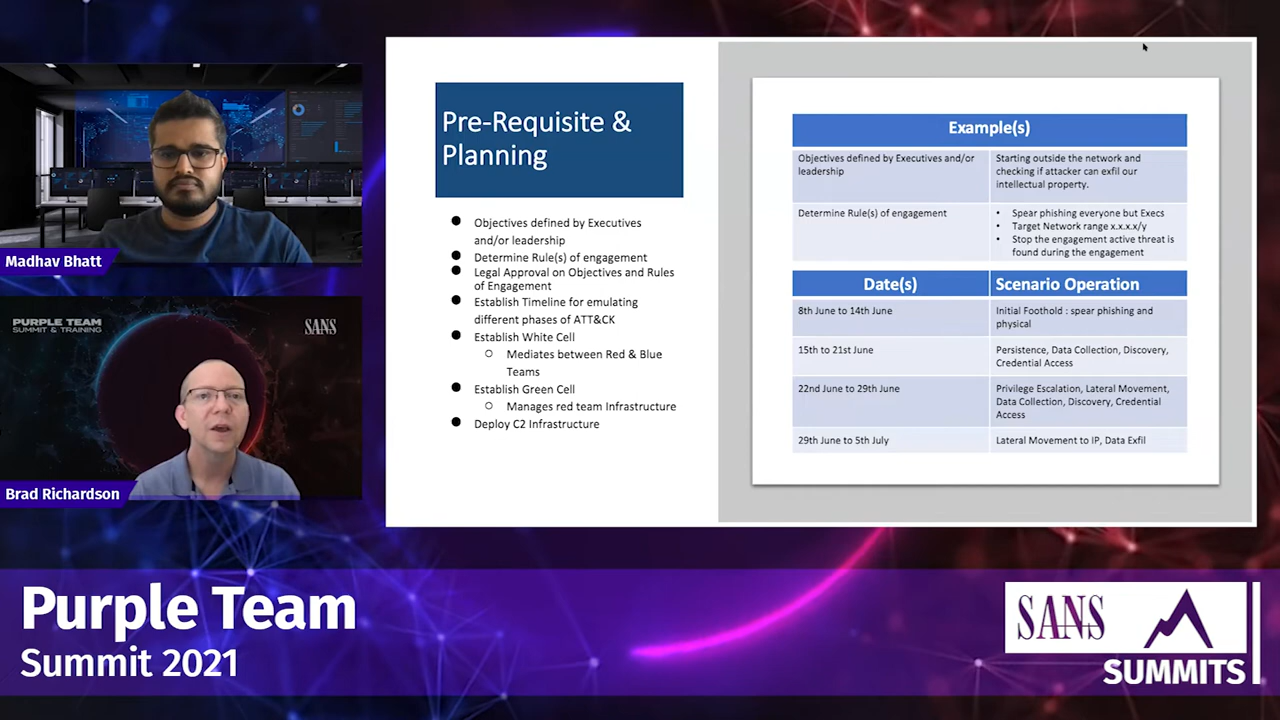 Madhav Bhatt
PURPLE TEAM
SUMMIT & TRAINING
SANS
Brad Richardson
Pre-Requisite &
Planning
● Objectives defined by Executives
and/or leadership
● Determine Rule(s) of engagement
● Legal Approval on Objectives and Rules
of Engagement
● Establish Timeline for emulating
different phases of ATT&CK
● Establish White Cell
○ Mediates between Red & Blue
Teams
● Establish Green Cell
○ Manages red team Infrastructure
● Deploy C2 Infrastructure
Example(s)
Objectives defined by Executives and/or
leadership
Starting outside the network and
checking if attacker can exfil our
intellectual property.
Determine Rule(s) of engagement
• Spear phishing everyone but Execs
• Target Network range x.x.x.x/y
• Stop the engagement active threat is
found during the engagement
Date(s)
Scenario Operation
8th June to 14th June
Initial Foothold : spear phishing and
physical
15th to 21st June
Persistence, Data Collection, Discovery,
Credential Access
22nd June to 29th June
Privilege Escalation, Lateral Movement,
Data Collection, Discovery, Credential
Access
29th June to 5th July
Lateral Movement to IP, Data Exfil
Purple Team
Summit 2021
SANS
SUMMITS